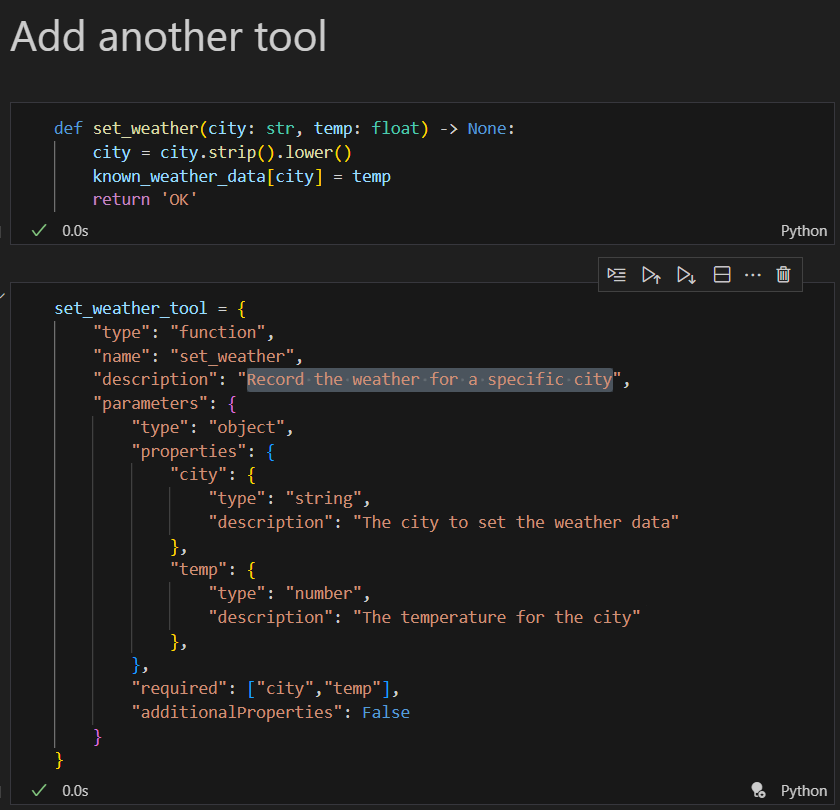 Add another tool
def set_weather(city: str, temp: float) -> None:
    city = city.strip().lower()
    known_weather_data[city] = temp
    return 'OK'
0.0s
Python
set_weather_tool = {
    "type": "function",
    "name": "set_weather",
    "description": "Record the weather for a specific city",
    "parameters": {
        "type": "object",
        "properties": {
            "city": {
                "type": "string",
                "description": "The city to set the weather data"
            },
            "temp": {
                "type": "number",
                "description": "The temperature for the city"
            },
        },
        "required": ["city","temp"],
        "additionalProperties": False
    }
}
0.0s
Python